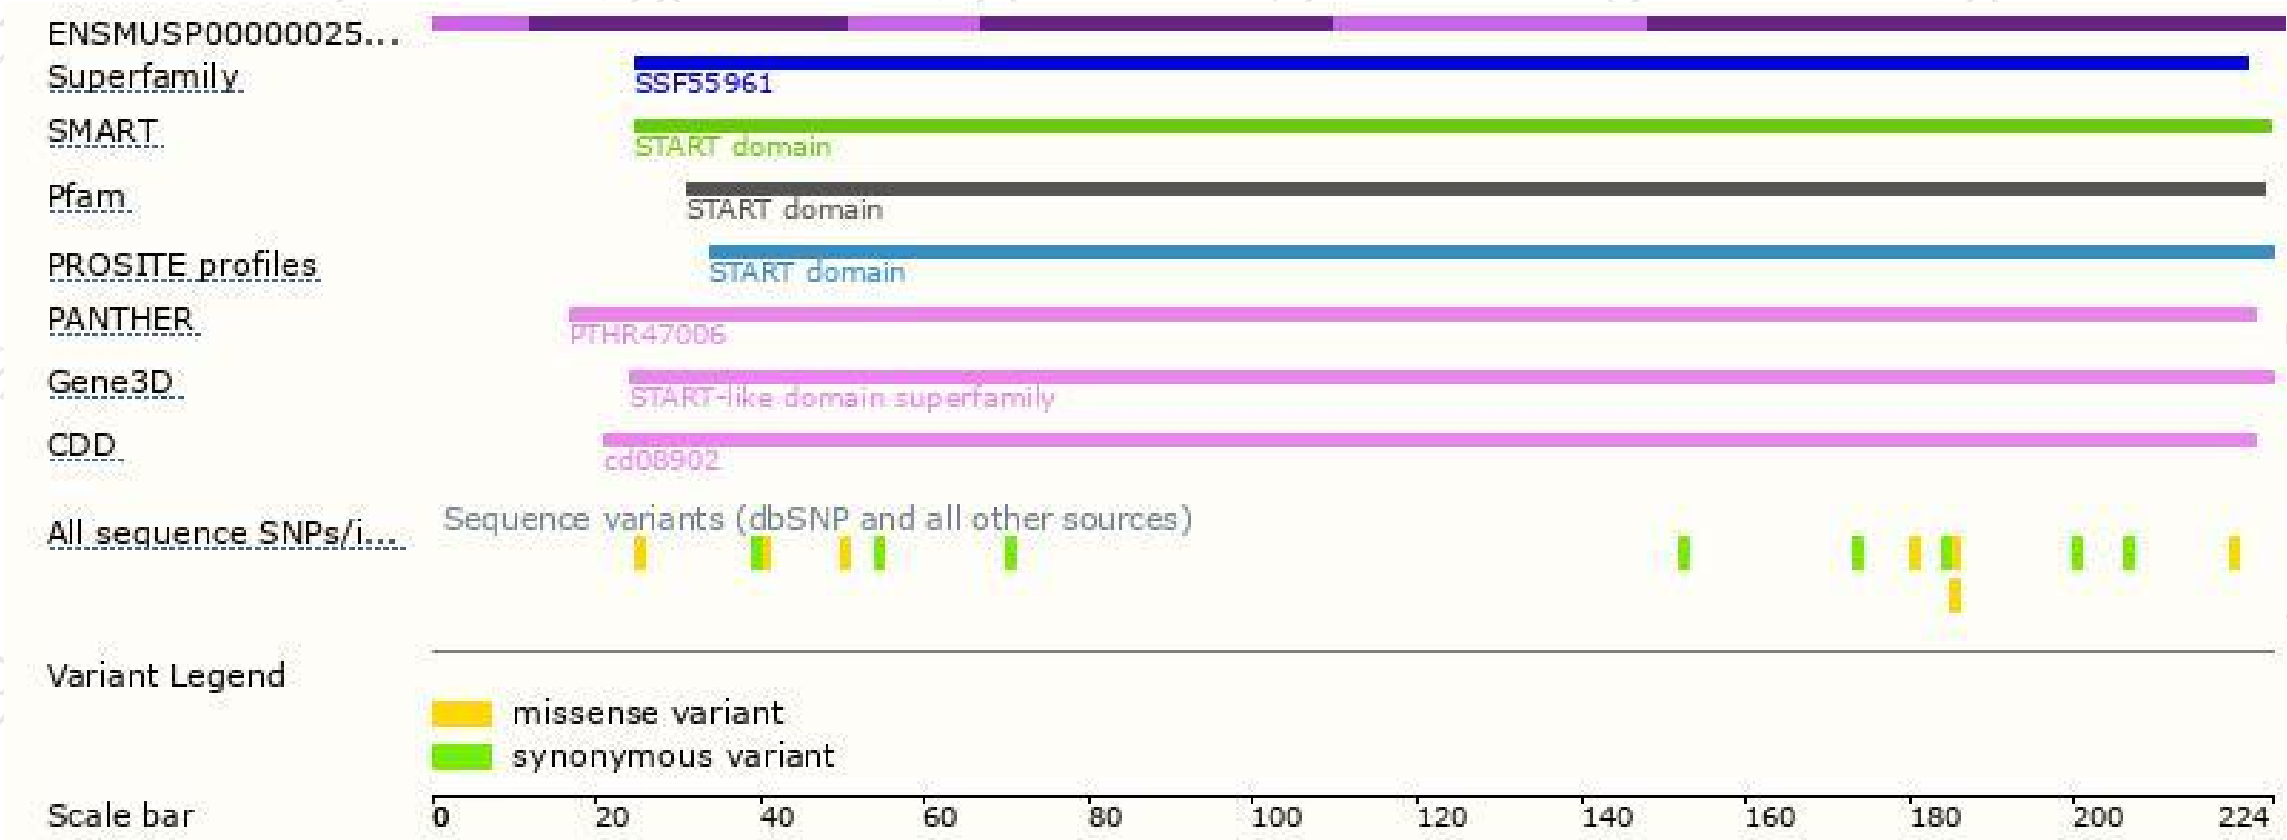 ENSMUSP00000025...
Superfamily
SSF55961
SMART
START domain
Pfam
START domain
PROSITE profiles
START domain
PANTHER
PTHR47006
Gene3D
START-like domain superfamily
CDD
cd08902
Sequence variants (dbSNP and all other sources)
All sequence SNPs/i...
Variant Legend
missense variant
synonymous variant
Scale bar 0 20 40 60 80 100 120 140 160 180 200 224